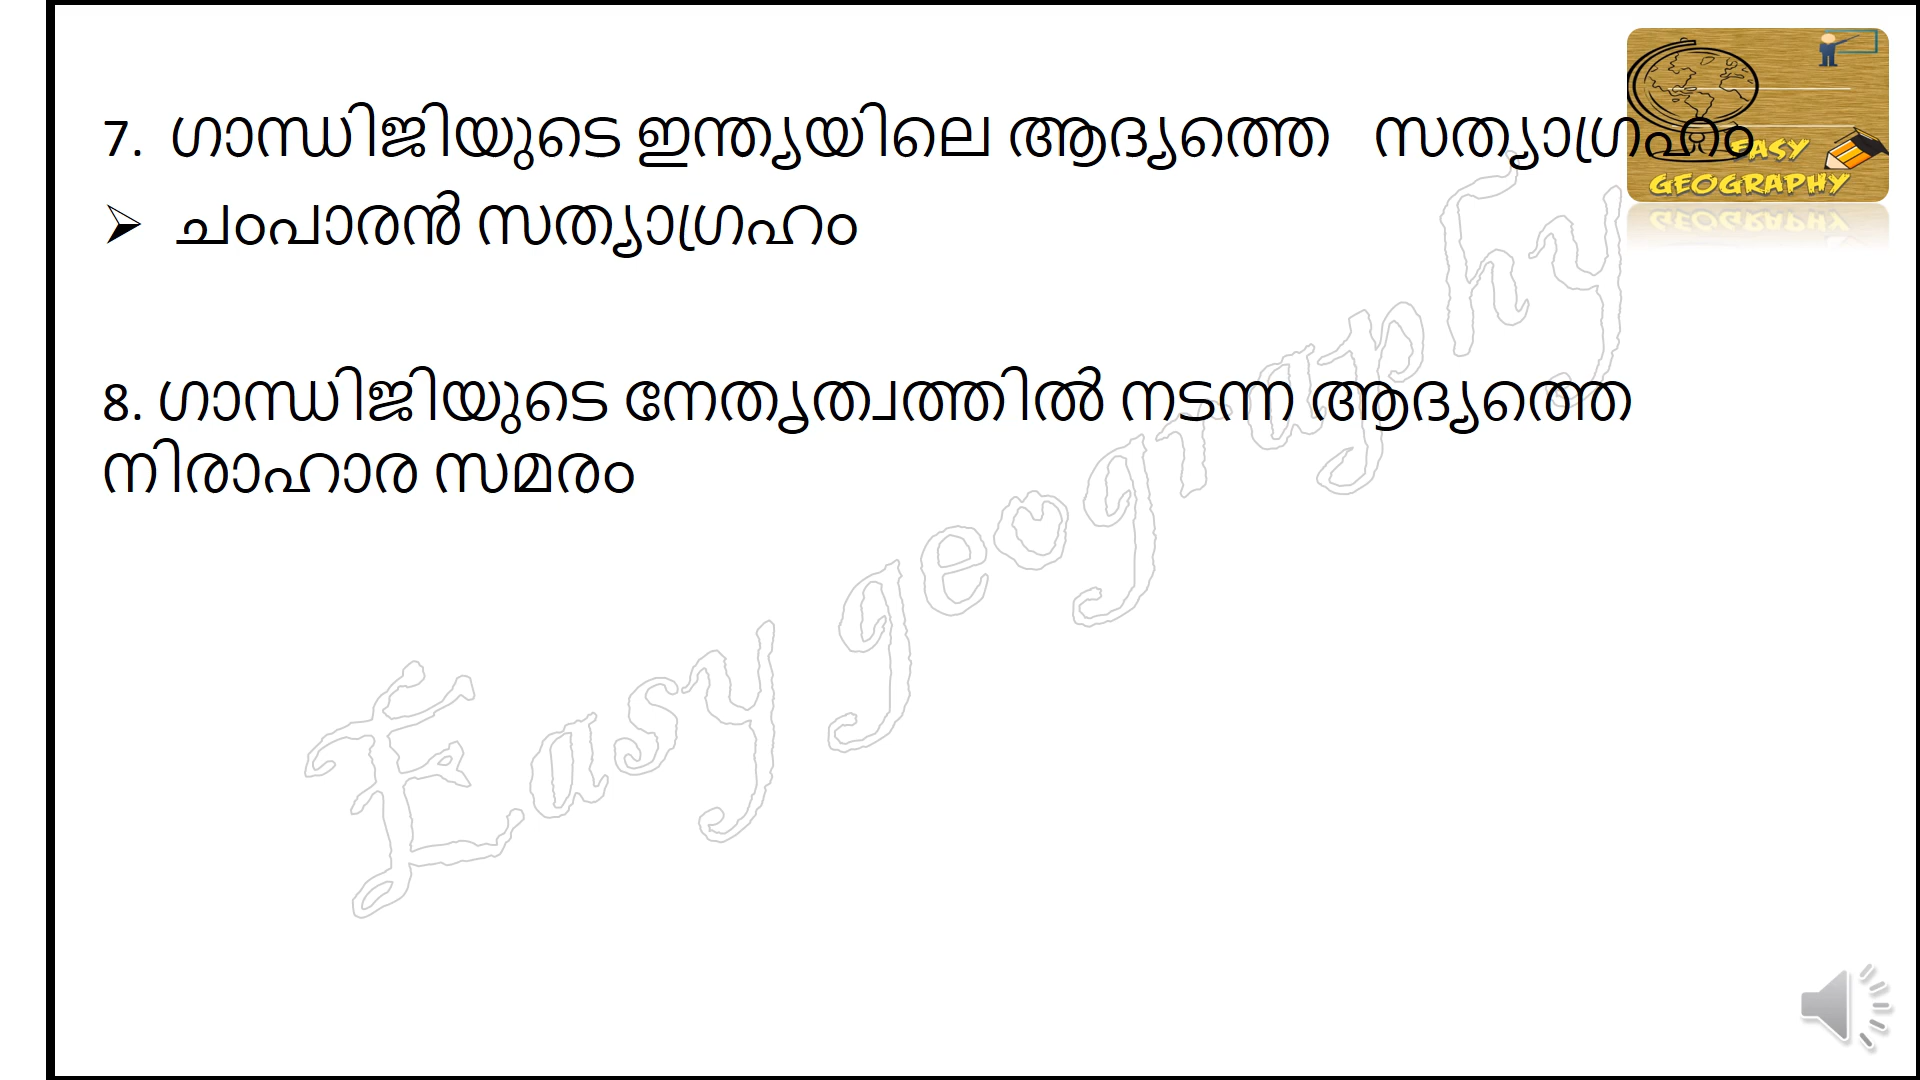 7. ഗാന്ധിജിയുടെ ഇന്ത്യയിലെ ആദ്യത്തെ സത്യാഗ്രഹം
➢ ചംപാരൻ സത്യാഗ്രഹം
8. ഗാന്ധിജിയുടെ നേതൃത്വത്തിൽ നടന്ന ആദ്യത്തെ
നിരാഹാര സമരം
EASY
GEOGRAPHY
Easy geography